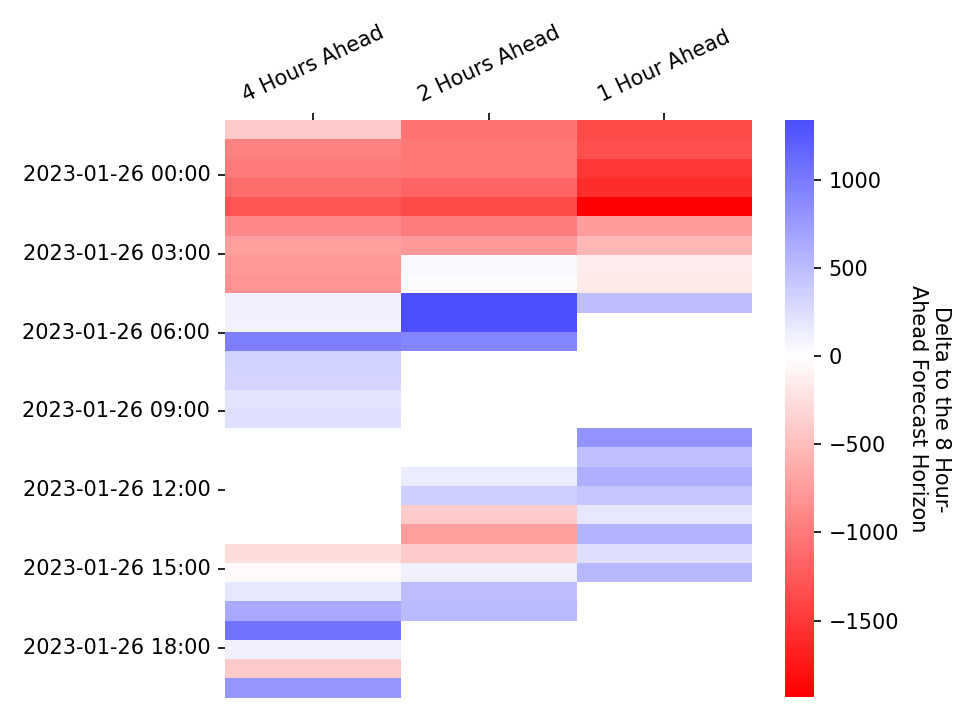 4 Hours Ahead
2 Hours Ahead
1 Hour Ahead
2023-01-26 00:00
2023-01-26 03:00
2023-01-26 06:00
2023-01-26 09:00
2023-01-26 12:00
2023-01-26 15:00
2023-01-26 18:00
1000
500
0
−500
−1000
−1500
Delta to the 8 Hour-
Ahead Forecast Horizon